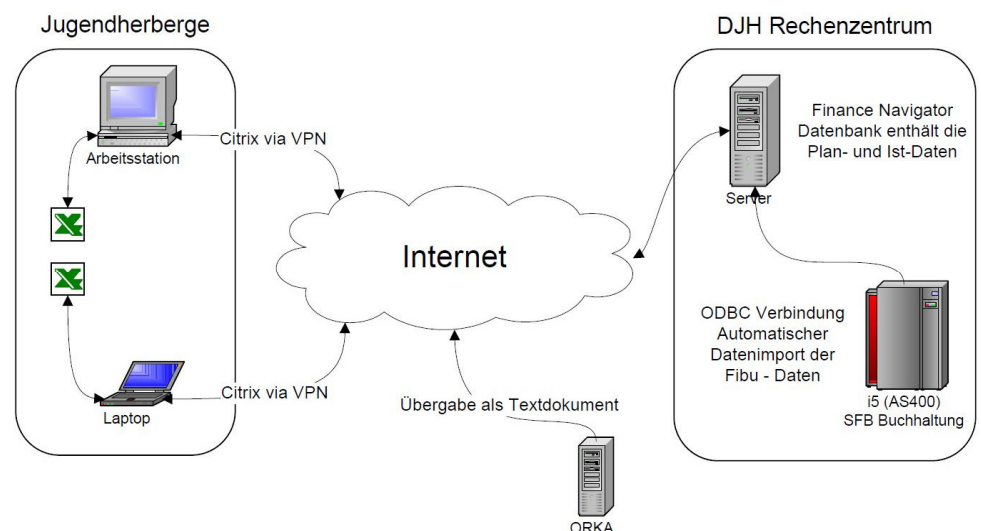 Jugendherberge
DJH Rechenzentrum
Arbeitsstation
Citrix via VPN
Finance Navigator
Datenbank enthält die
Plan- und Ist-Daten
Server
Internet
ODBC Verbindung
Automatischer
Datenimport der
Fibu - Daten
i5 (AS400)
SFB Buchhaltung
Laptop
Citrix via VPN
Übergabe als Textdokument
ORKA